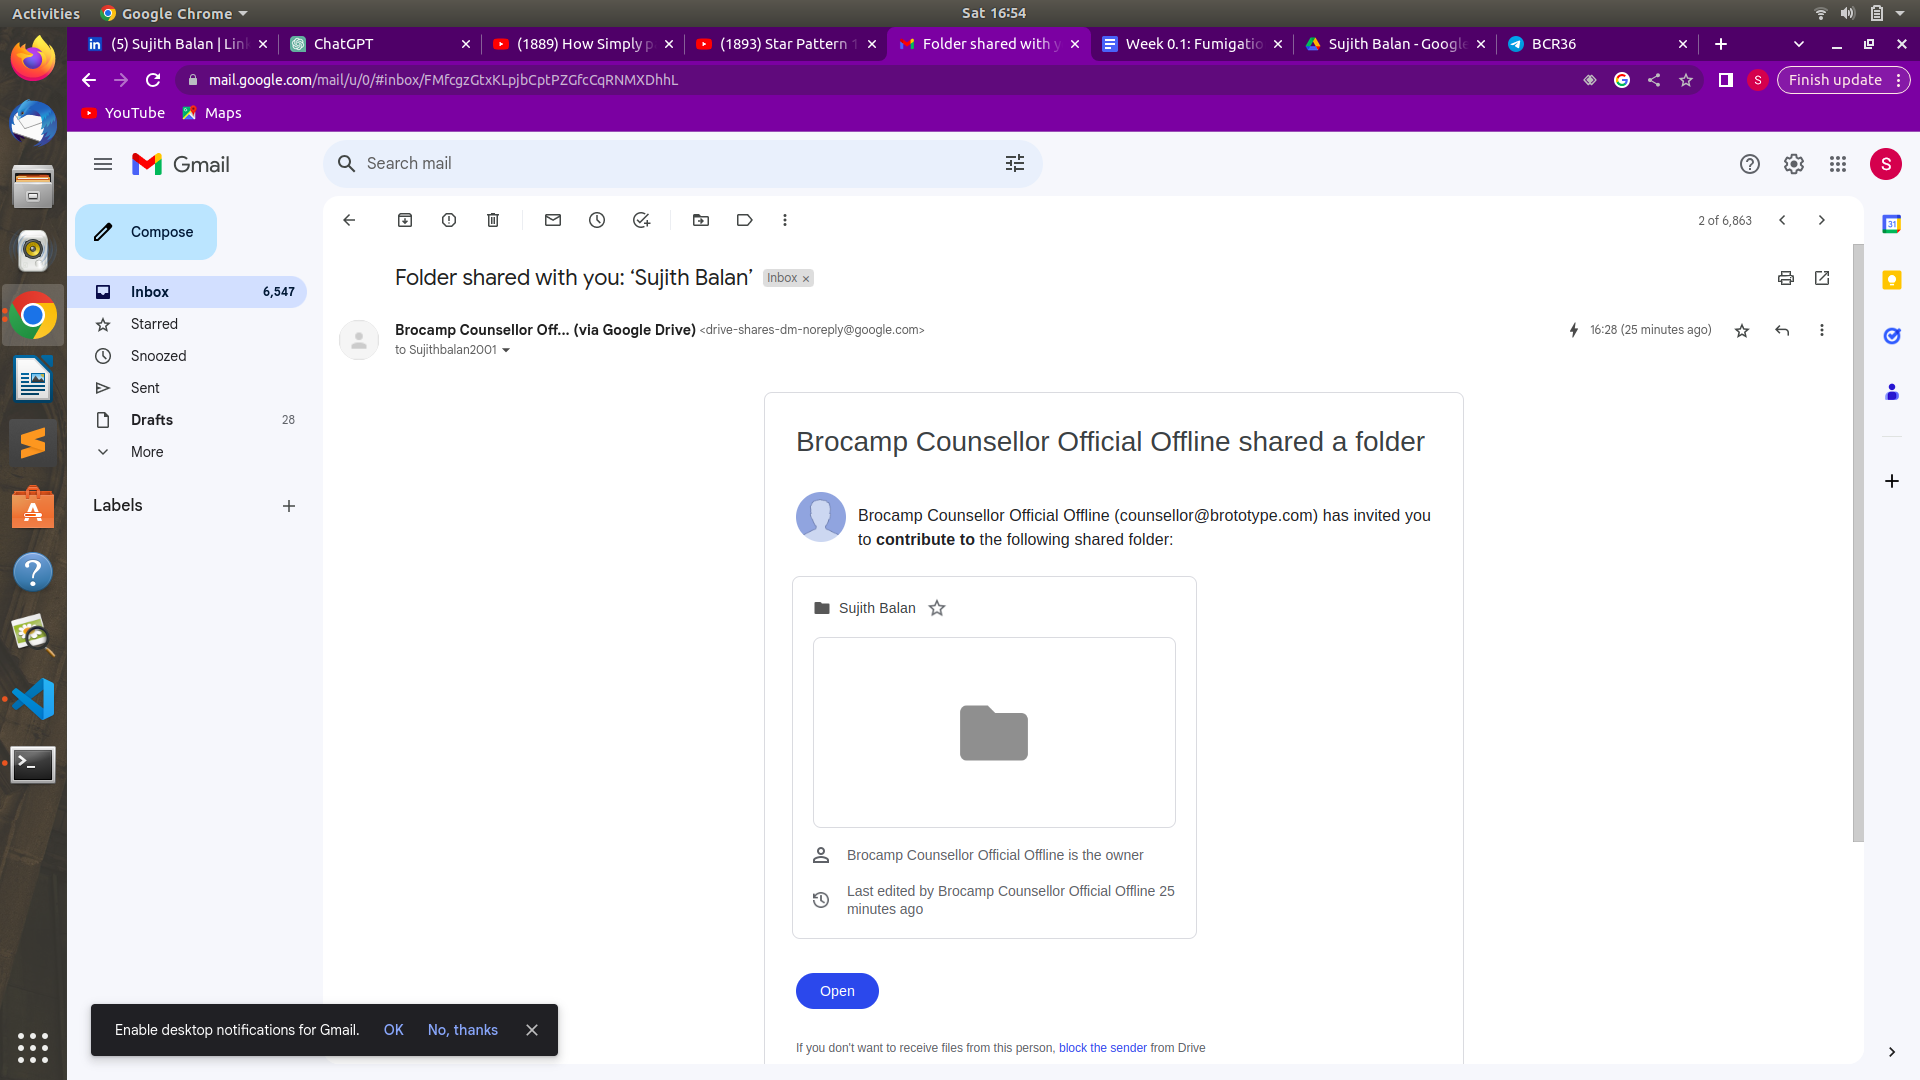 Activities
Google Chrome
Sat 16:54
(5) Sujith Balan | Lin
ChatGPT
(1889) How Simply p
(1893) Star Pattern 1
Folder shared with y
Week 0.1: Fumigatio
Sujith Balan - Google
BCR36
mail.google.com/mail/u/0/#inbox/FMfcgzGtxKLpjbCptPZGfcCqRNMXDhhL
S
Finish update
YouTube
Maps
Gmail
Search mail
S
Compose
2 of 6,863
31
Inbox 6,547
Starred
Snoozed
Sent
Drafts 28
More
Labels
Folder shared with you: ‘Sujith Balan’
Inbox ×
Brocamp Counsellor Off... (via Google Drive) <drive-shares-dm-noreply@google.com>
16:28 (25 minutes ago)
to Sujithbalan2001
Brocamp Counsellor Official Offline shared a folder
Brocamp Counsellor Official Offline (counsellor@brototype.com) has invited you
to contribute to the following shared folder:
Sujith Balan
Brocamp Counsellor Official Offline is the owner
Last edited by Brocamp Counsellor Official Offline 25
minutes ago
Open
If you don't want to receive files from this person, block the sender from Drive
Enable desktop notifications for Gmail. OK No, thanks